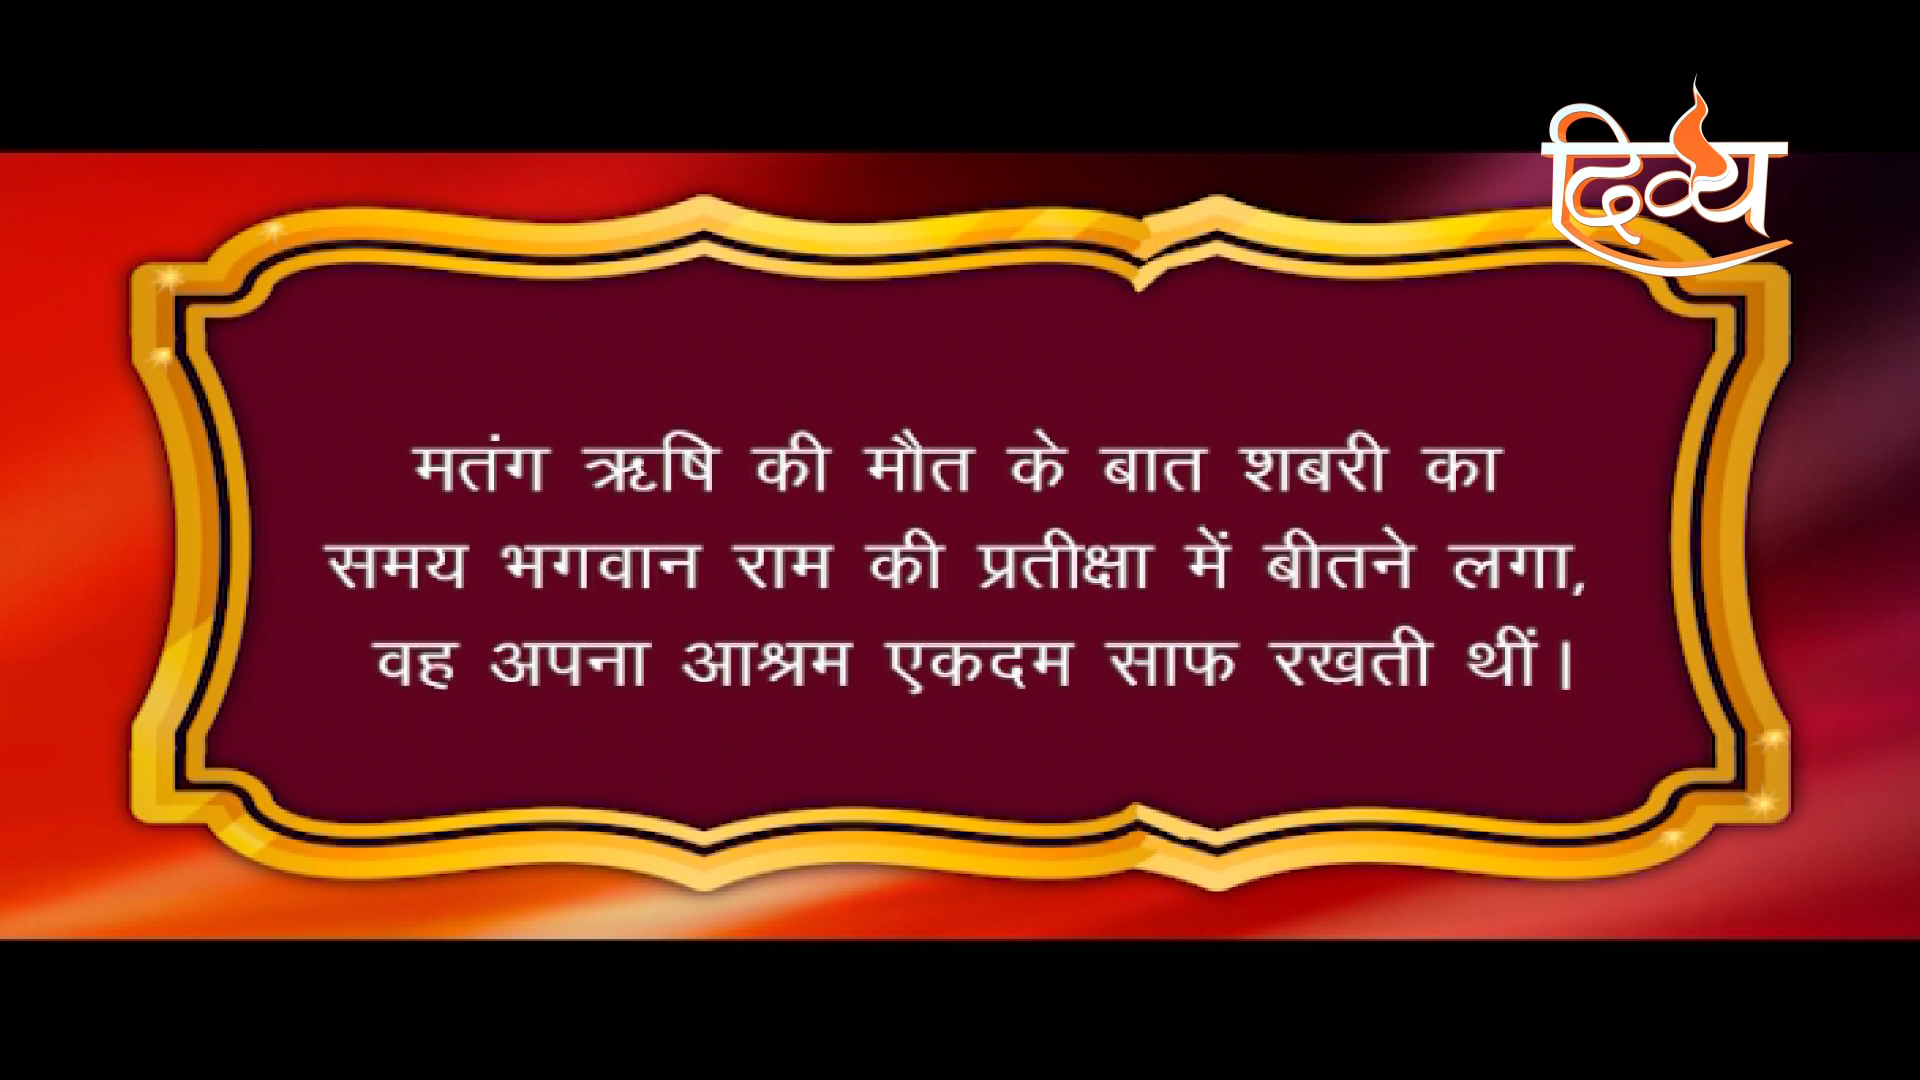 दिव्य
मतंग ऋषि की मौत के बात शबरी का
समय भगवान राम की प्रतीक्षा में बीतने लगा,
वह अपना आश्रम एकदम साफ रखती थीं।